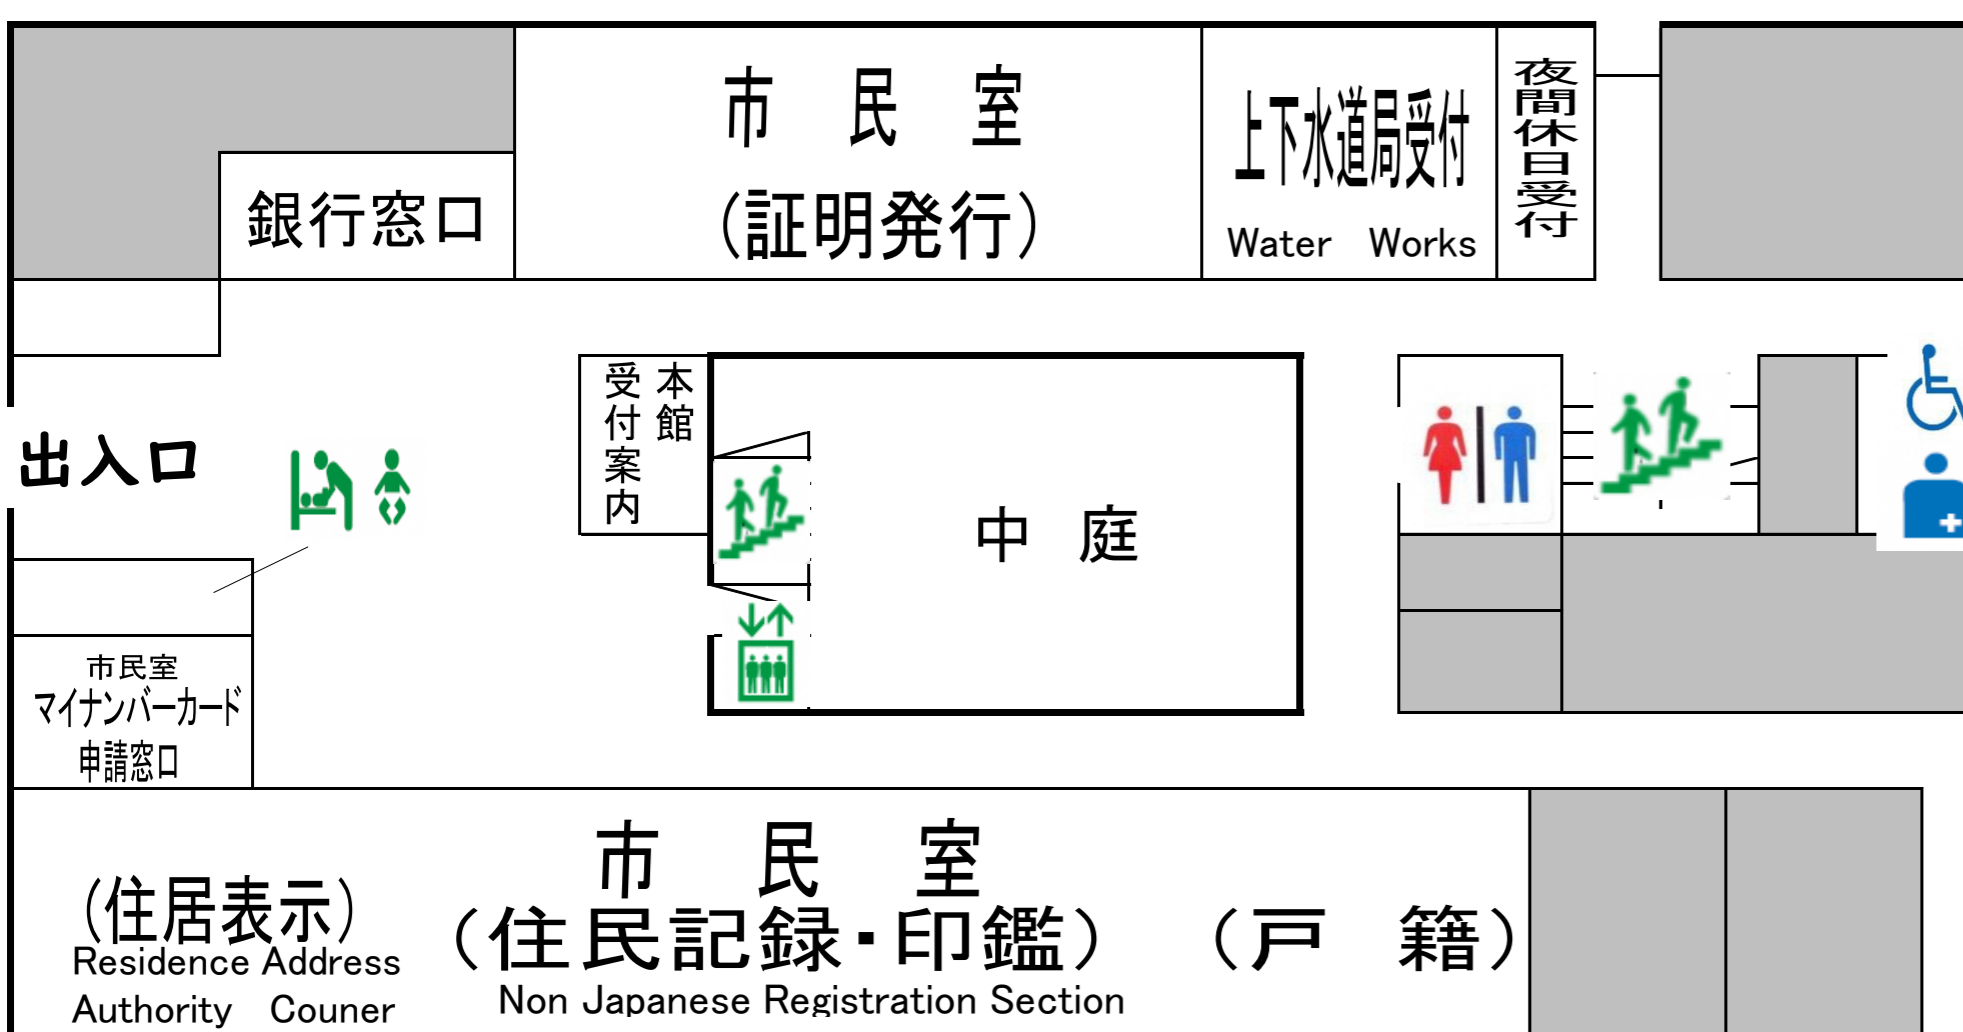 市民室
(証明発行)
銀行窓口
上下水道局受付
Water Works
夜間休日受付
本館
受付案内
出入口
中庭
市民室
マイナンバーカード
申請窓口
市民室
(住居表示)
Residence Address
Authority Couner
(住民記録・印鑑)
Non Japanese Registration Section
(戸籍)